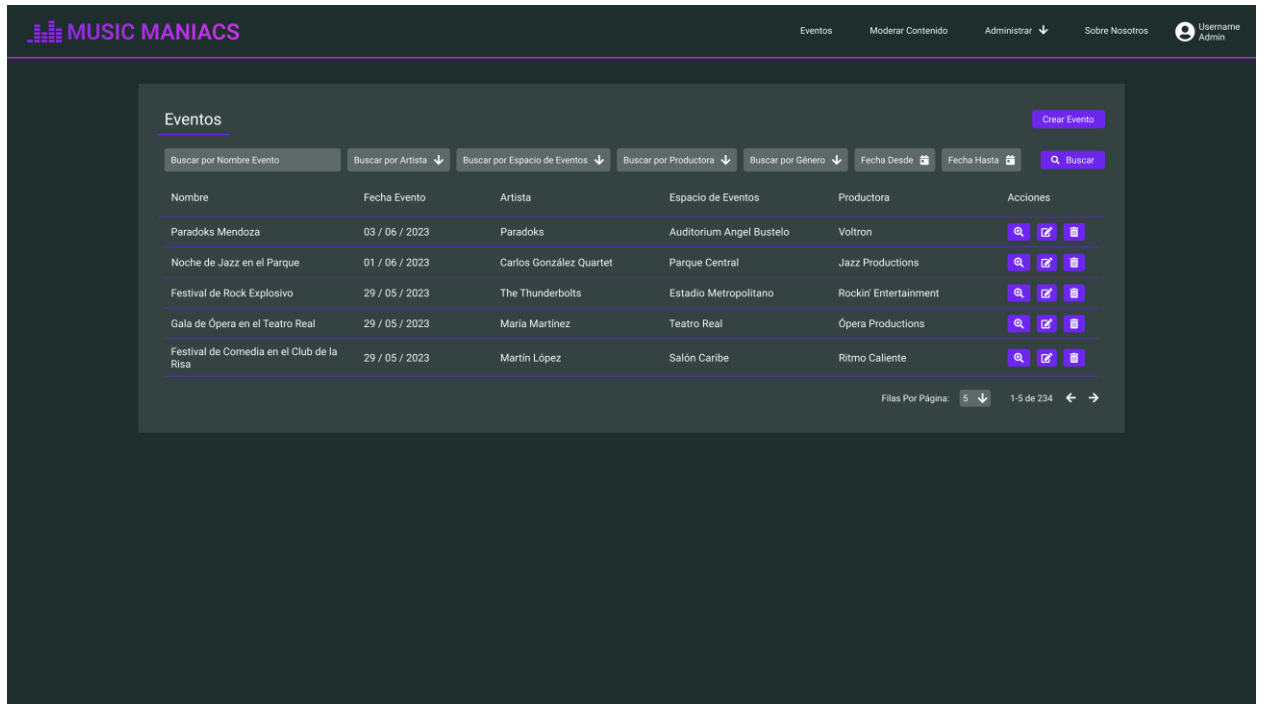 MUSIC MANIACS
Eventos Moderar Contenido Administrar Sobre Nosotros Username
Admin
Eventos Crear Evento
Buscar por Nombre Evento Buscar por Artista Buscar por Espacio de Eventos Buscar por Productora Buscar por Género Fecha Desde Fecha Hasta Buscar
Nombre Fecha Evento Artista Espacio de Eventos Productora Acciones
Paradoks Mendoza 03 / 06 / 2023 Paradoks Auditorium Angel Bustelo Voltron
Noche de Jazz en el Parque 01 / 06 / 2023 Carlos González Quartet Parque Central Jazz Productions
Festival de Rock Explosivo 29 / 05 / 2023 The Thunderbolts Estadio Metropolitano Rockin' Entertainment
Gala de Ópera en el Teatro Real 29 / 05 / 2023 María Martínez Teatro Real Ópera Productions
Festival de Comedia en el Club de la
Risa 29 / 05 / 2023 Martín López Salón Caribe Ritmo Caliente
Filas Por Página: 5 1-5 de 234